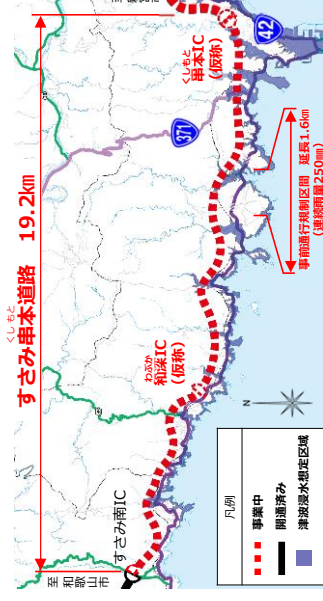 すさみ串本道路 19.2km
くしもと
至
和
歌
山
市
すさみ南IC
わぶか
和深IC
(仮称)
371
くしもと
串本IC
(仮称)
42
事前通行規制区間 延長1.6km
(連続雨量250mm)
N
凡例
事業中
開通済み
津波浸水想定区域